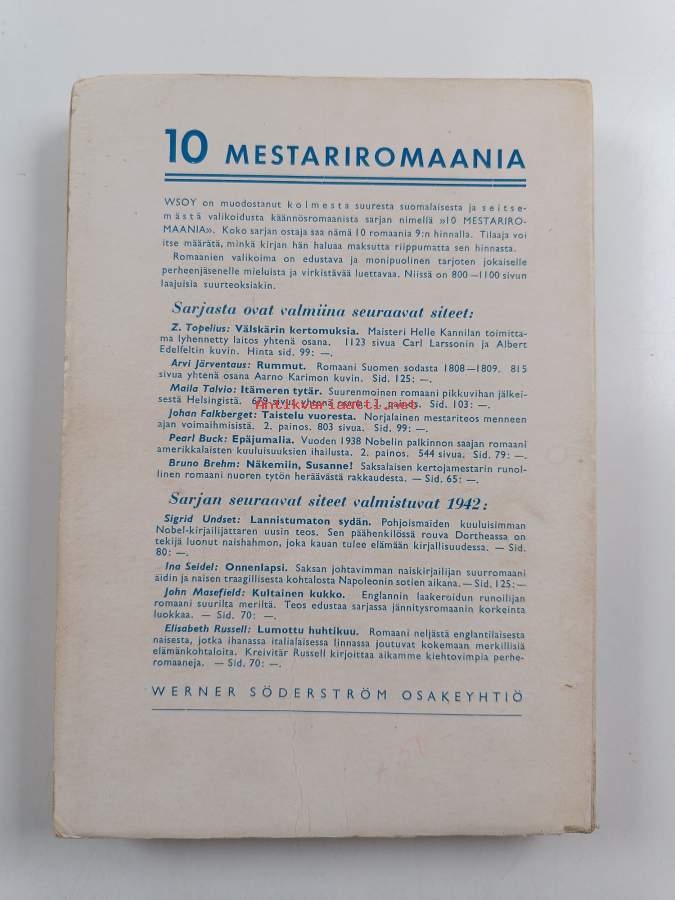 10 MESTARIROMAANIA
WSOY on muodostanut kolmesta suuresta suomalaisesta ja seitse-
mästä valikoidusta käännösromaanista sarjan nimellä »10 MESTARIRO-
MAANIA». Koko sarjan ostaja saa nämä 10 romaania 9:n hinnalla. Tilaaja voi
itse määrätä, minkä kirjan hän haluaa maksutta riippumatta sen hinnasta.
Romaanien valikoima on edustava ja monipuolinen tarjoten jokaiselle
perheenjäsenelle mieluista ja virkistävää luettavaa. Niissä on 800—1100 sivun
laajuisia suurteoksiakin.
Sarjasta ovat valmiina seuraavat siteet:
Z. Topelius: Välskärin kertomuksia. Maisteri Helle Kannilan toimitta-
ma lyhennetty laitos yhtenä osana. 1123 sivua Carl Larssonin ja Albert
Edelfeltin kuvin. Hinta sid. 99: —.
Arvi Järventaus: Rummut. Romaani Suomen sodasta 1808—1809. 815
sivua yhtenä osana Aarno Karimon kuvin. Sid. 125: —.
Maila Talvio: Itämeren tytär. Suurenmoinen romaani pikkuvihan jälkei-
sestä Helsingistä. 679 sivua yhtenä osana. 2. painos. Sid. 103: —.
Antikvariaatti.net
Johan Falkberget: Taistelu vuoresta. Norjalainen mestariteos menneen
ajan voimaihmisistä. 2. painos. 803 sivua. Sid. 99: —.
Pearl Buck: Epäjumalia. Vuoden 1938 Nobelin palkinnon saajan romaani
amerikkalaisten kuuluisuuksien ihailusta. 2. painos. 544 sivua. Sid. 79: —.
Bruno Brehm: Näkemiin, Susanne! Saksalaisen kertojamestarin runol-
linen romaani nuoren tytön heräävästä rakkaudesta. — Sid. 65: —.
Sarjan seuraavat siteet valmistuvat 1942:
Sigrid Undset: Lannistumaton sydän. Pohjoismaiden kuuluisimman
Nobel-kirjailijattaren uusin teos. Sen päähenkilössä rouva Dortheassa on
tekijä luonut naishahmon, joka kauan tulee elämään kirjallisuudessa. — Sid.
80: —.
Ina Seidel: Onnenlapsi. Saksan johtavimman naiskirjailijan suurromaani
äidin ja naisen traagillisesta kohtalosta Napoleonin sotien aikana. — Sid. 125: —
John Masefield: Kultainen kukko. Englannin laakeroidun runoilijan
romaani suurilta meriltä. Teos edustaa sarjassa jännitysromaanin korkeinta
luokkaa. — Sid. 70: —.
Elisabeth Russell: Lumottu huhtikuu. Romaani neljästä englantilaisesta
naisesta, jotka ihanassa italialaisessa linnassa joutuvat kokemaan merkillisiä
elämänkohtaloita. Kreivitär Russell kirjoittaa aikamme kiehtovimpia perhe-
romaaneja. — Sid. 70: —.
WERNER SÖDERSTRÖM OSAKEYHTIÖ